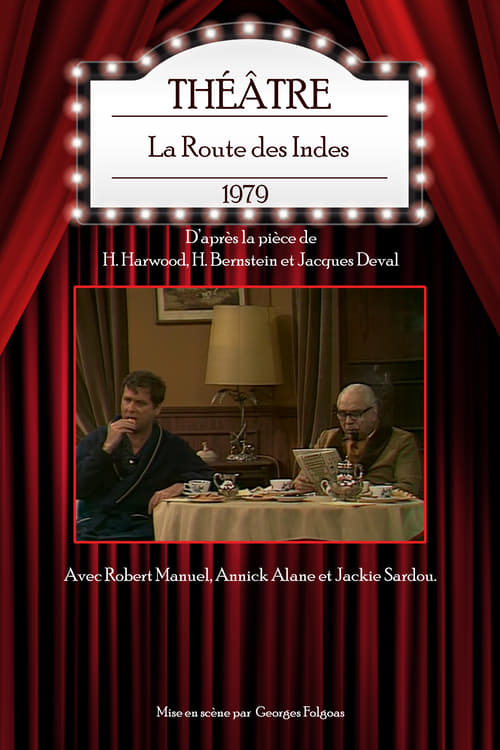 THÉÂTRE
La Route des Indes
1979
D'après la pièce de
H. Harwood, H. Bernstein et Jacques Deval
Avec Robert Manuel, Annick Alane et Jackie Sardou.
Mise en scène par Georges Folgoas